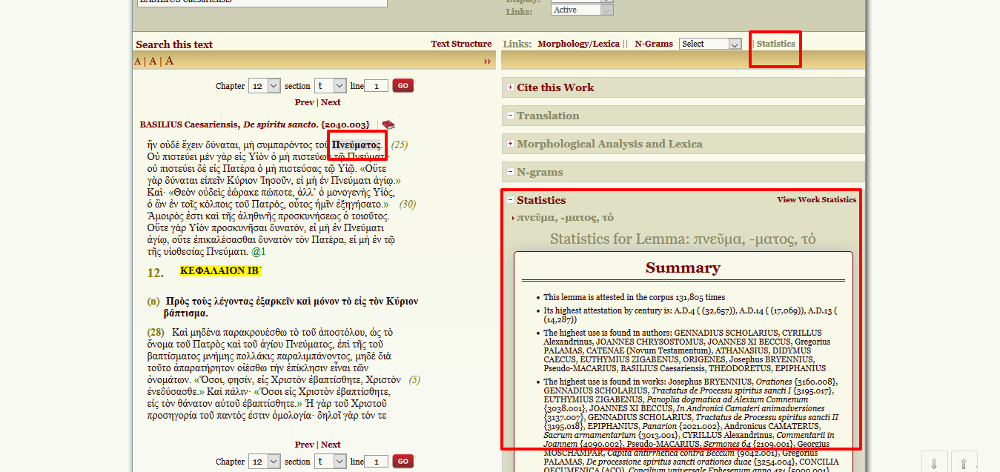 BASILIUS Caesariensis
Display:
Links: Active
Search this text
Text Structure
A | A | A
››
Links: Morphology/Lexica || N-Grams Select | Statistics
Chapter 12 section t line 1 GO
Prev | Next
BASILIUS Caesariensis, De spiritu sancto. {2040.003}
ἣν οὐδὲ ἔχειν δύναται, μὴ συμπαρόντος τοῦ Πνεύματος. (25)
Οὐ πιστεύει μὲν γὰρ εἰς Υἱὸν ὁ μὴ πιστεύων τῷ Πνεύματι·
οὐ πιστεύει δὲ εἰς Πατέρα ὁ μὴ πιστεύσας τῷ Υἱῷ. «Οὔτε
γὰρ δύναται εἰπεῖν Κύριον Ἰησοῦν, εἰ μὴ ἐν Πνεύματι ἁγίῳ.»
Καί· «Θεὸν οὐδεὶς ἑώρακε πώποτε, ἀλλ’ ὁ μονογενὴς Υἱός,
ὁ ὢν ἐν τοῖς κόλποις τοῦ Πατρός, οὗτος ἡμῖν ἐξηγήσατο.» (30)
Ἄμοιρός ἐστι καὶ τῆς ἀληθινῆς προσκυνήσεως ὁ τοιοῦτος.
Οὔτε γὰρ Υἱὸν προσκυνῆσαι δυνατόν, εἰ μὴ ἐν Πνεύματι
ἁγίῳ, οὔτε ἐπικαλέσασθαι δυνατὸν τὸν Πατέρα, εἰ μὴ ἐν τῷ
τῆς υἱοθεσίας Πνεύματι. @1
12. ΚΕΦΑΛΑΙΟΝ ΙΒ´
(n) Πρὸς τοὺς λέγοντας ἐξαρκεῖν καὶ μόνον τὸ εἰς τὸν Κύριον
βάπτισμα.
(28) Καὶ μηδένα παρακρουέσθω τὸ τοῦ ἀποστόλου, ὡς τὸ
ὄνομα τοῦ Πατρὸς καὶ τοῦ ἁγίου Πνεύματος, ἐπὶ τῆς τοῦ
βαπτίσματος μνήμης πολλάκις παραλιμπάνοντος, μηδὲ διὰ
τοῦτο ἀπαρατήρητον οἰέσθω τὴν ἐπίκλησιν εἶναι τῶν
ὀνομάτων. «Ὅσοι, φησίν, εἰς Χριστὸν ἐβαπτίσθητε, Χριστὸν (5)
ἐνεδύσασθε.» Καὶ πάλιν· «Ὅσοι εἰς Χριστὸν ἐβαπτίσθητε,
εἰς τὸν θάνατον αὐτοῦ ἐβαπτίσθητε.» Ἡ γὰρ τοῦ Χριστοῦ
προσηγορία τοῦ παντός ἐστιν ὁμολογία· δηλοῖ γὰρ τόν τε
Prev | Next
Chapter 12 section t line 1 GO
Cite this Work
Translation
Morphological Analysis and Lexica
N-grams
Statistics View Work Statistics
πνεῦμα, -ματος, τό
Statistics for Lemma: πνεῦμα, -ματος, τό
Summary
• This lemma is attested in the corpus 131,805 times
• Its highest attestation by century is: A.D.4 ( (32,657)), A.D.14 ( (17,069)), A.D.13 (
(14,287))
• The highest use is found in authors: GENNADIUS SCHOLARIUS, CYRILLUS
Alexandrinus, JOANNES CHRYSOSTOMUS, JOANNES XI BECCUS, Gregorius
PALAMAS, CATENAE (Novum Testamentum), ATHANASIUS, DIDYMUS
CAECUS, EUTHYMIUS ZIGABENUS, ORIGENES, Josephus BRYENNIUS,
Pseudo-MACARIUS, BASILIUS Caesariensis, THEODORETUS, EPIPHANIUS
• The highest use is found in works: Josephus BRYENNIUS, Orationes {3160.008},
GENNADIUS SCHOLARIUS, Tractatus de Processu spiritus sancti I {3195.017},
EUTHYMIUS ZIGABENUS, Panoplia dogmatica ad Alexium Comnenum
{3038.001}, JOANNES XI BECCUS, In Andronici Camateri animadversiones
{3137.007}, GENNADIUS SCHOLARIUS, Tractatus de Processu spiritus sancti II
{3195.018}, EPIPHANIUS, Panarion {2021.002}, Andronicus CAMATERUS,
Sacrum armamentarium {3013.001}, CYRILLUS Alexandrinus, Commentarii in
Joannem {4090.002}, Pseudo-MACARIUS, Sermones 64 {2109.001}, Georgius
MOSCHAMPAR, Capita antirrhetica contra Beccum {9042.001}, Gregorius
PALAMAS, De processione spiritus sancti orationes duae {3254.004}, CONCILIA
OECUMENICA (ACO), Concilium universale Ephesenum anno 431 {5000.001},